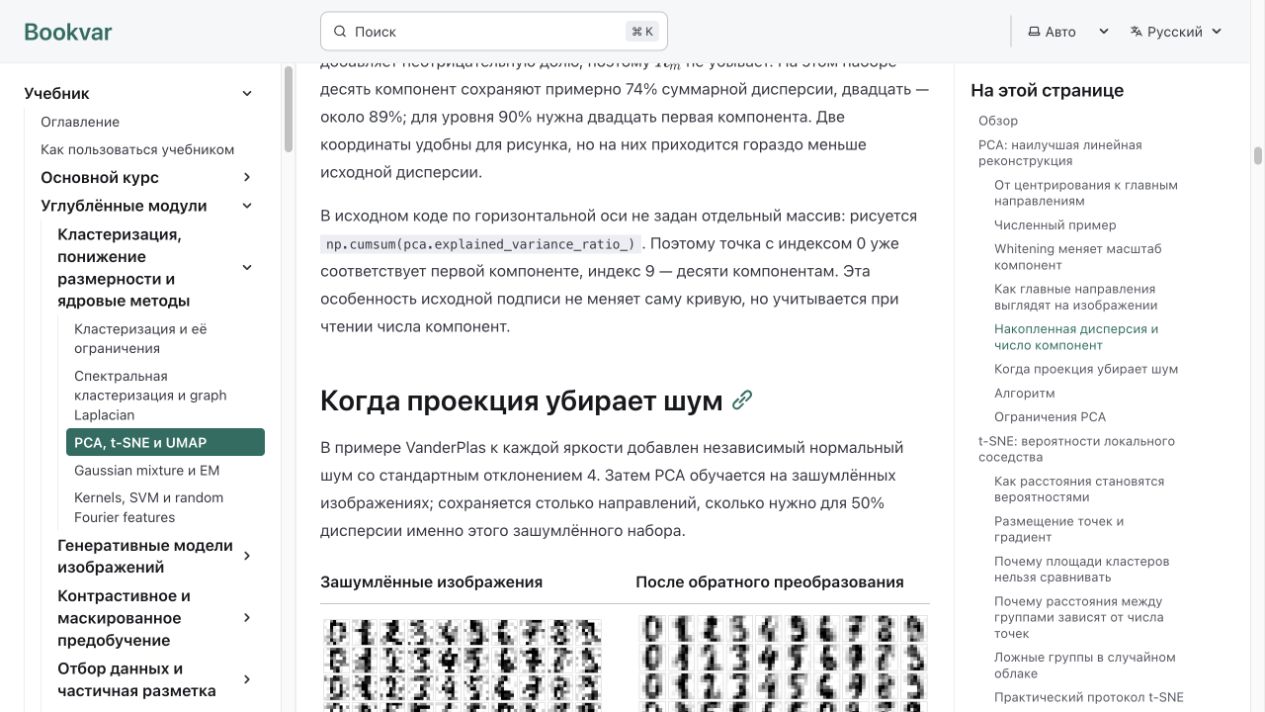 Bookvar
Поиск
⌘ K
Авто
Русский
Учебник
Оглавление
Как пользоваться учебником
Основной курс
Углублённые модули
Кластеризация,
понижение
размерности и
ядровые методы
Кластеризация и её
ограничения
Спектральная
кластеризация и graph
Laplacian
PCA, t-SNE и UMAP
Gaussian mixture и EM
Kernels, SVM и random
Fourier features
Генеративные модели
изображений
Контрастивное и
маскированное
предобучение
Отбор данных и
частичная разметка
добавляет неотрицательную долю, поэтому не убывает. На этом наборе
десять компонент сохраняют примерно 74% суммарной дисперсии, двадцать —
около 89%; для уровня 90% нужна двадцать первая компонента. Две
координаты удобны для рисунка, но на них приходится гораздо меньше
исходной дисперсии.
В исходном коде по горизонтальной оси не задан отдельный массив: рисуется
np.cumsum(pca.explained_variance_ratio_). Поэтому точка с индексом 0 уже
соответствует первой компоненте, индекс 9 — десяти компонентам. Эта
особенность исходной подписи не меняет саму кривую, но учитывается при
чтении числа компонент.
Когда проекция убирает шум
В примере VanderPlas к каждой яркости добавлен независимый нормальный
шум со стандартным отклонением 4. Затем PCA обучается на зашумлённых
изображениях; сохраняется столько направлений, сколько нужно для 50%
дисперсии именно этого зашумлённого набора.
Зашумлённые изображения
После обратного преобразования
На этой странице
Обзор
PCA: наилучшая линейная
реконструкция
От центрирования к главным
направлениям
Численный пример
Whitening меняет масштаб
компонент
Как главные направления
выглядят на изображении
Накопленная дисперсия и
число компонент
Когда проекция убирает шум
Алгоритм
Ограничения PCA
t-SNE: вероятности локального
соседства
Как расстояния становятся
вероятностями
Размещение точек и
градиент
Почему площади кластеров
нельзя сравнивать
Почему расстояния между
группами зависят от числа
точек
Ложные группы в случайном
облаке
Практический протокол t-SNE